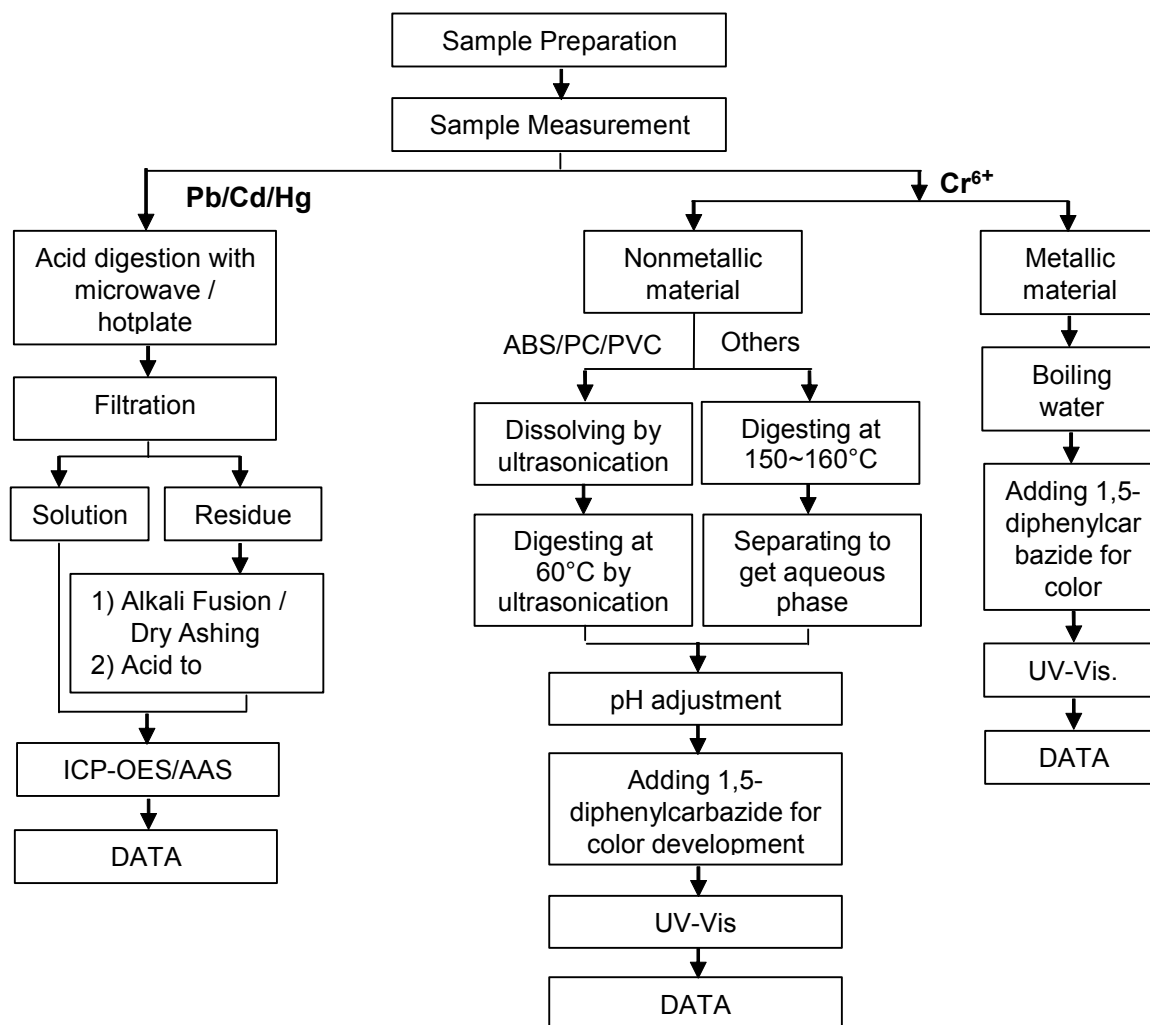 Sample Preparation
Sample Measurement
Pb/Cd/Hg
Cr⁶⁺
Acid digestion with
microwave /
hotplate
Filtration
Solution
Residue
1) Alkali Fusion /
Dry Ashing
2) Acid to
ICP-OES/AAS
DATA
Nonmetallic
material
ABS/PC/PVC
Others
Dissolving by
ultrasonication
Digesting at
60°C by
ultrasonication
Digesting at
150~160°C
Separating to
get aqueous
phase
pH adjustment
Adding 1,5-
diphenylcarbazide for
color development
UV-Vis
DATA
Metallic
material
Boiling
water
Adding 1,5-
diphenylcar
bazide for
color
UV-Vis.
DATA